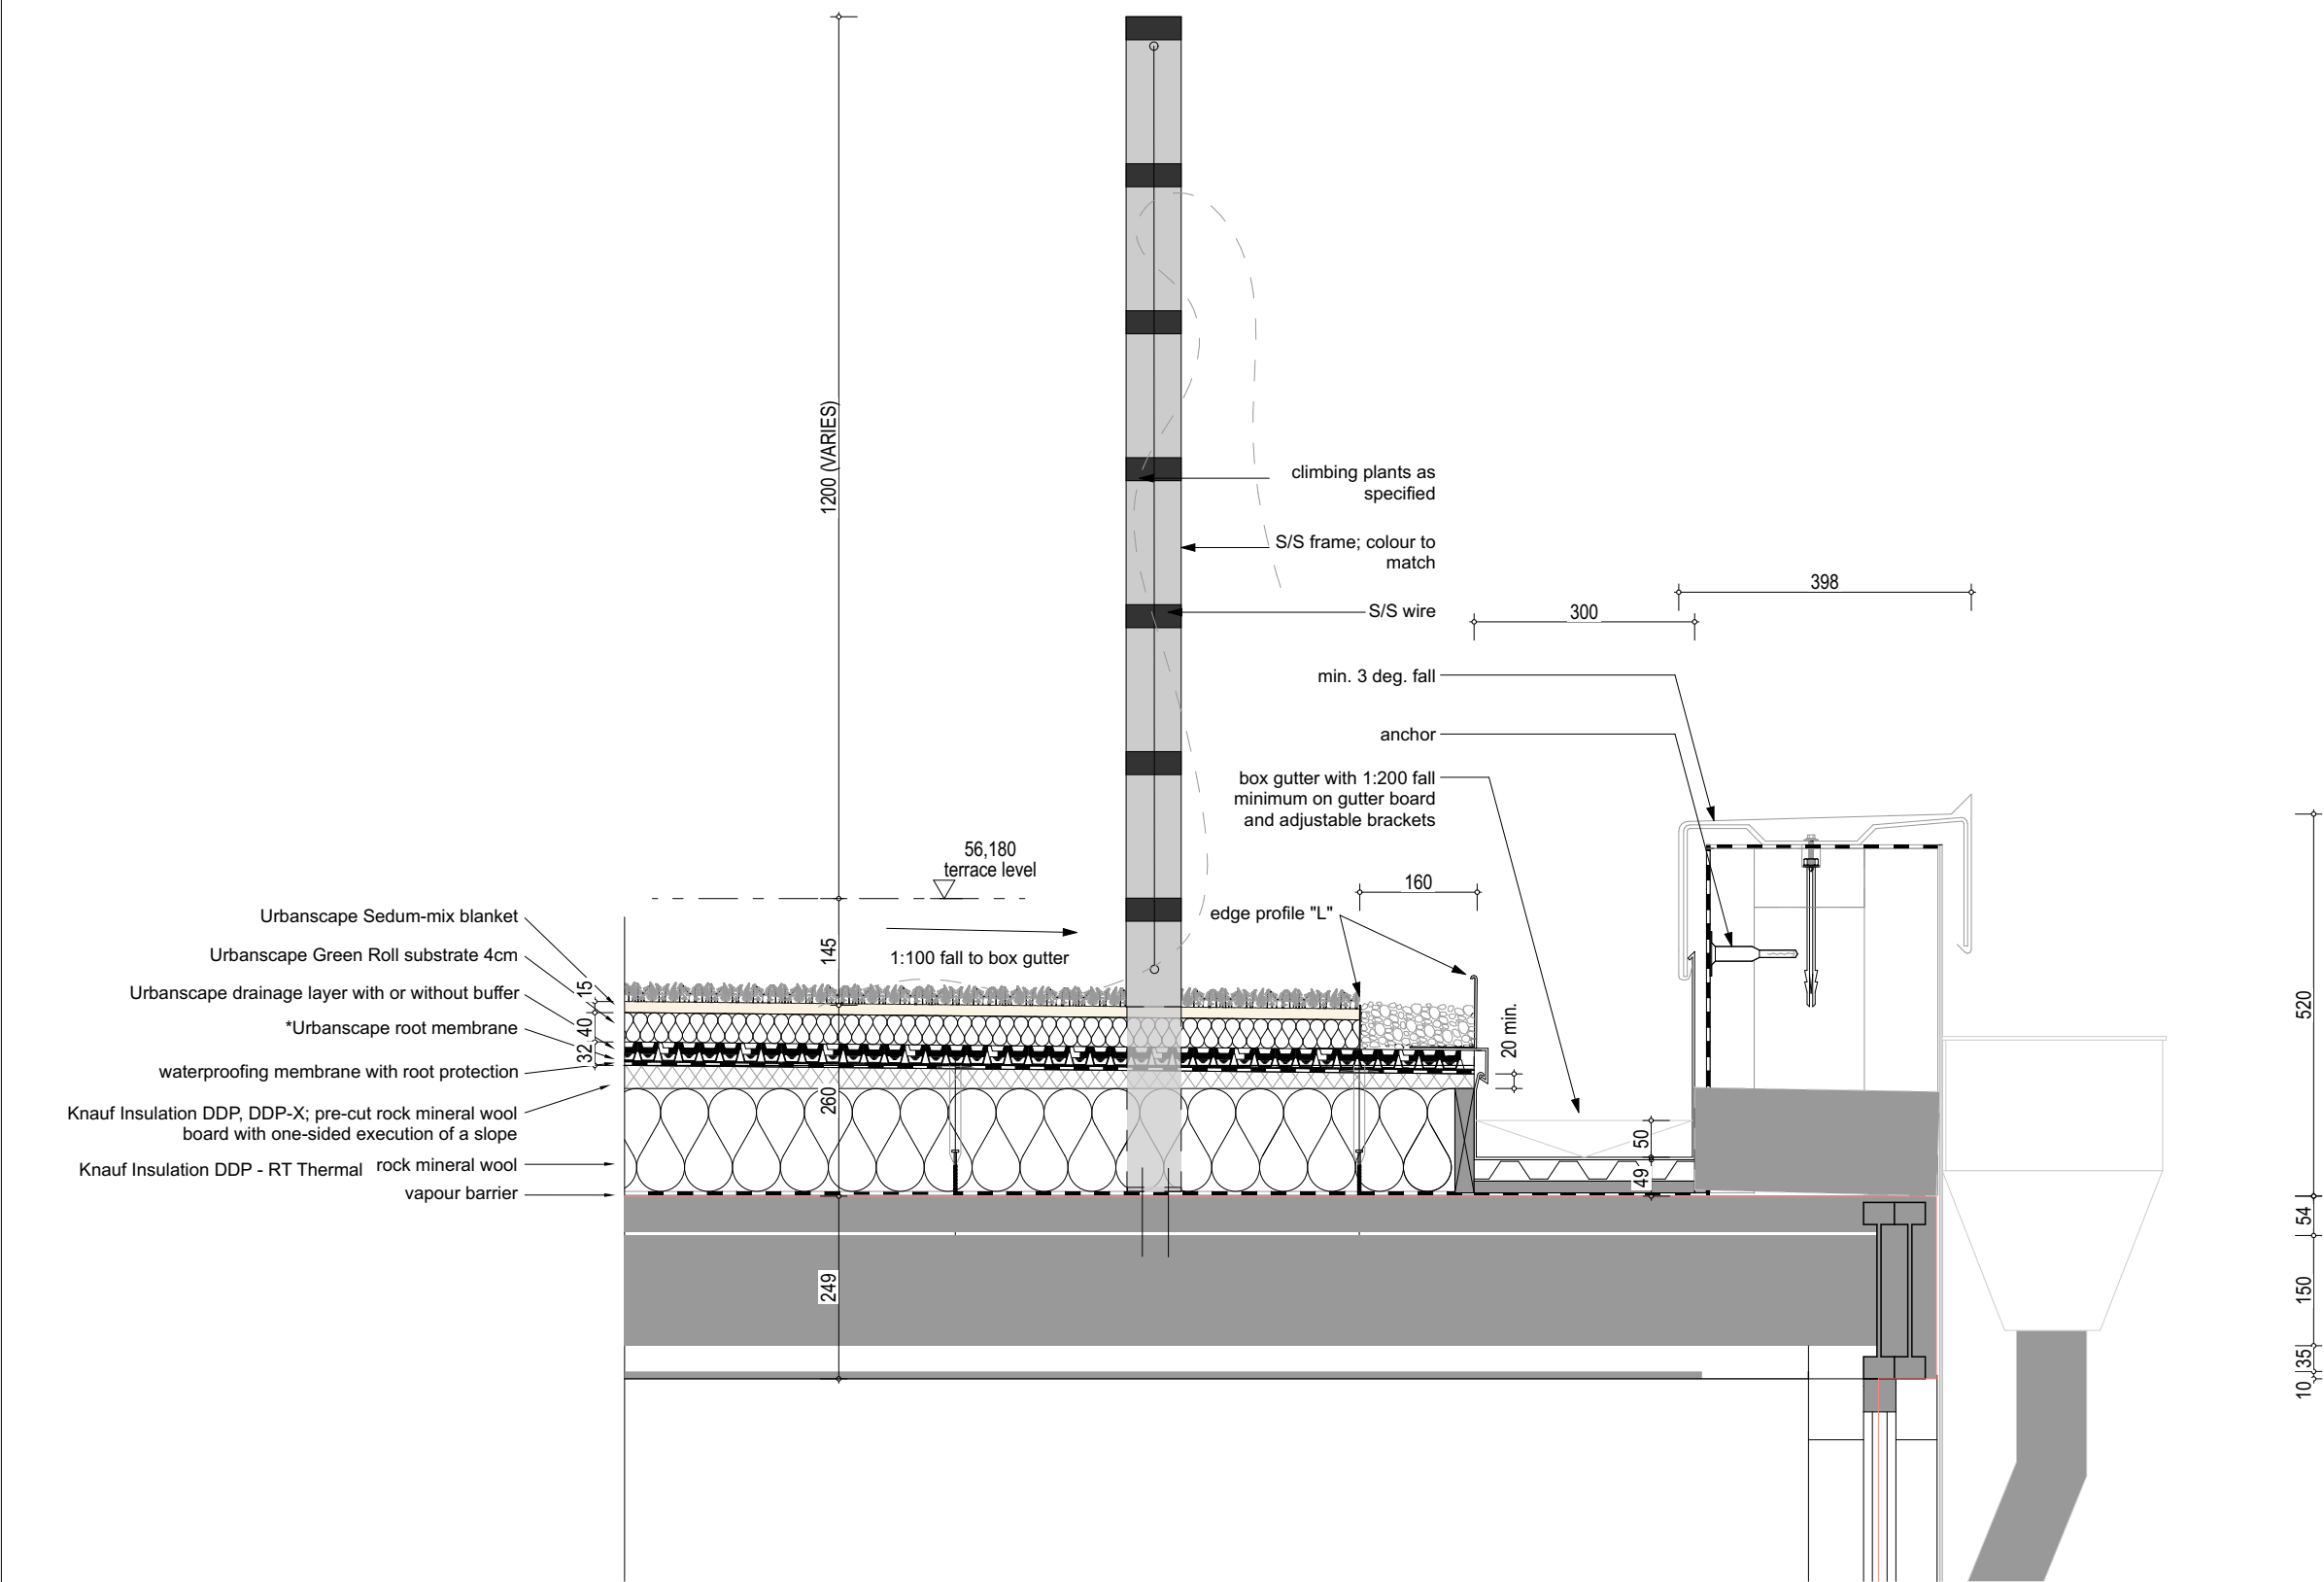 1200 (VARIES)
climbing plants as
specified
S/S frame; colour to
match
S/S wire
398
300
min. 3 deg. fall
anchor
box gutter with 1:200 fall
minimum on gutter board
and adjustable brackets
56,180
terrace level
160
edge profile "L"
1:100 fall to box gutter
145
Urbanscape Sedum-mix blanket
Urbanscape Green Roll substrate 4cm
Urbanscape drainage layer with or without buffer
*Urbanscape root membrane
waterproofing membrane with root protection
Knauf Insulation DDP, DDP-X; pre-cut rock mineral wool
board with one-sided execution of a slope
Knauf Insulation DDP - RT Thermal rock mineral wool
vapour barrier
15
40
32
260
249
20 min.
50
49
520
54
150
35
10